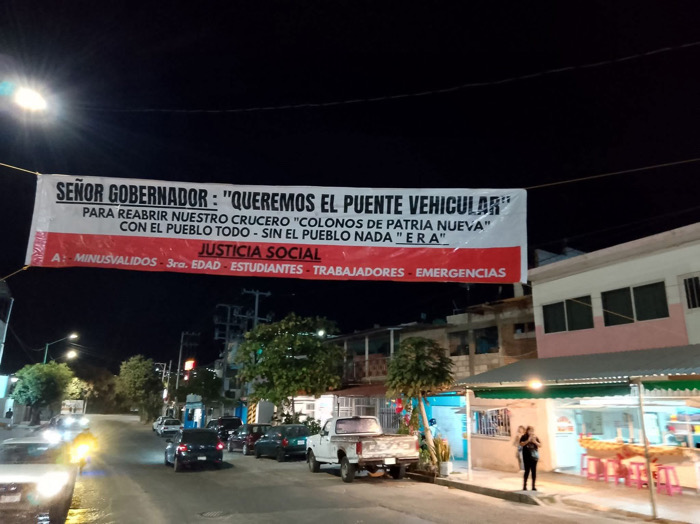 SEÑOR GOBERNADOR : "QUEREMOS EL PUENTE VEHICULAR"
PARA REABRIR NUESTRO CRUCERO "COLONOS DE PATRIA NUEVA"
CON EL PUEBLO TODO - SIN EL PUEBLO NADA " E R A "
JUSTICIA SOCIAL
A : - MINUSVALIDOS - 3ra. EDAD - ESTUDIANTES - TRABAJADORES - EMERGENCIAS